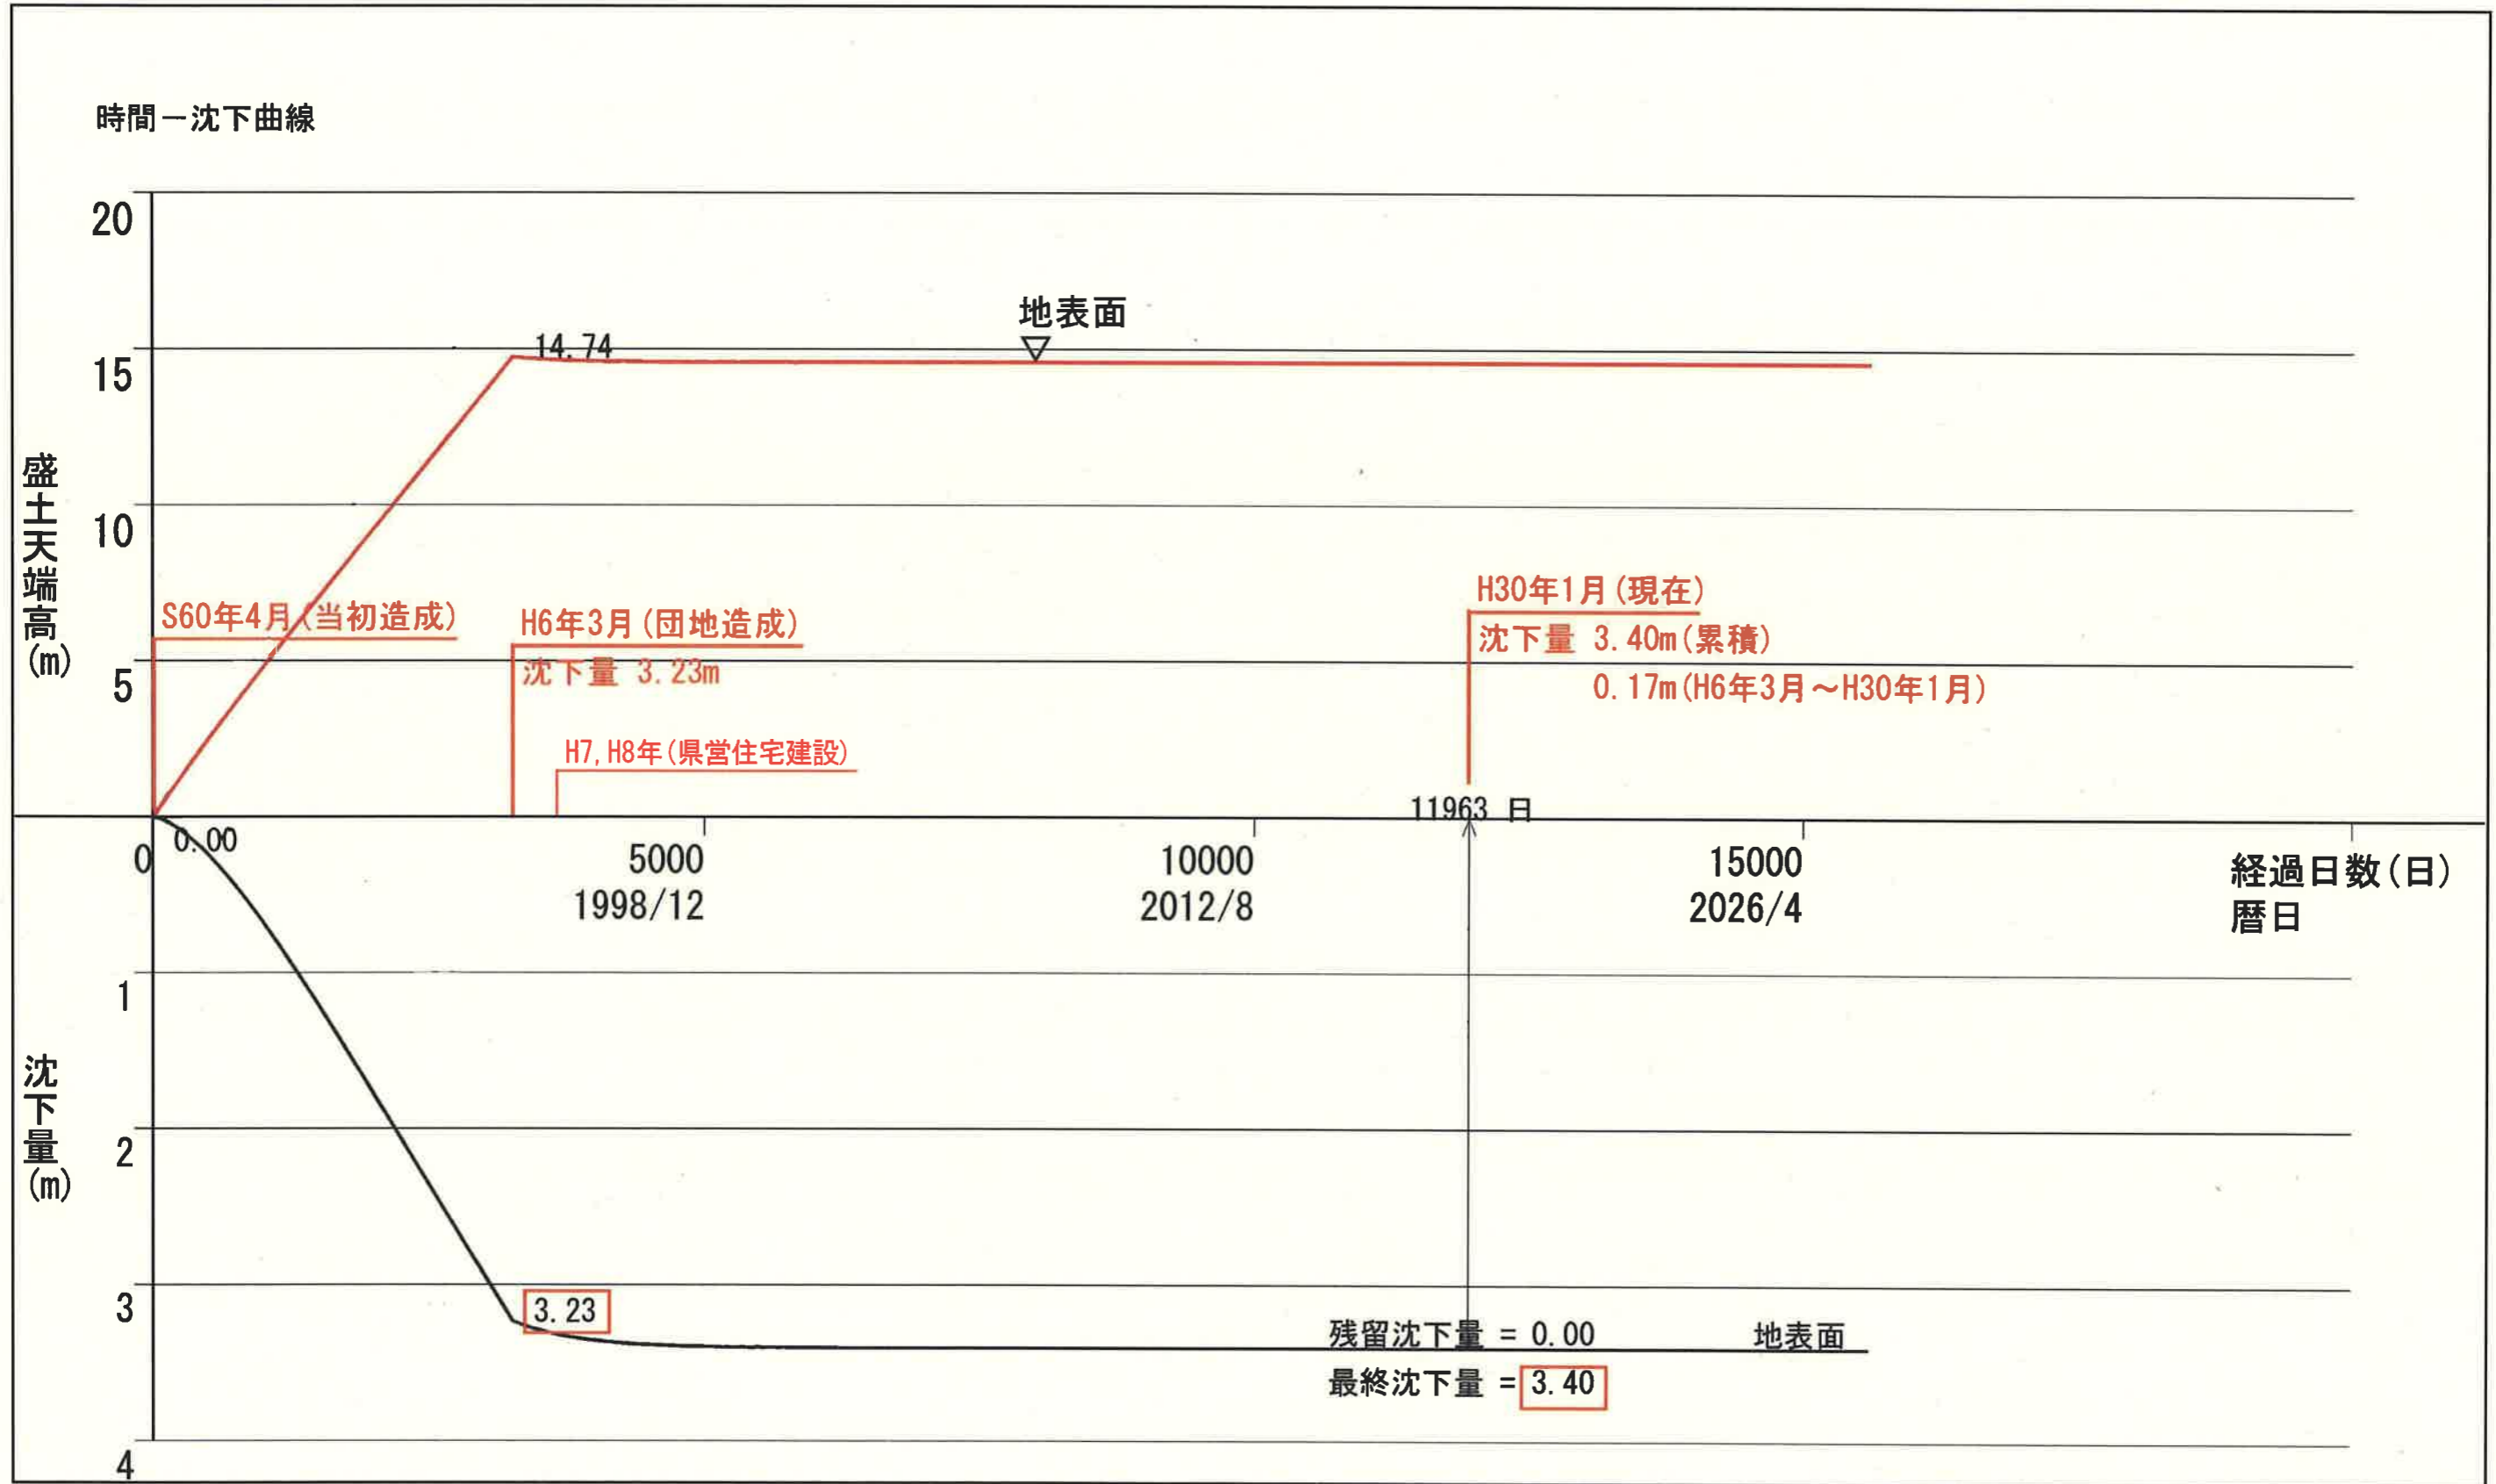 時間－沈下曲線
20
地表面
14.74
15
盛土天端高(m)
10
H30年1月(現在)
S60年4月(当初造成)
H6年3月(団地造成)
沈下量 3.40m(累積)
5
沈下量 3.23m
0.17m(H6年3月～H30年1月)
H7,H8年(県営住宅建設)
11963 日
0.00
0
5000
10000
15000
経過日数(日)
1998/12
2012/8
2026/4
暦日
1
沈下量(m)
2
3
3.23
残留沈下量 = 0.00
地表面
最終沈下量 = 3.40
4